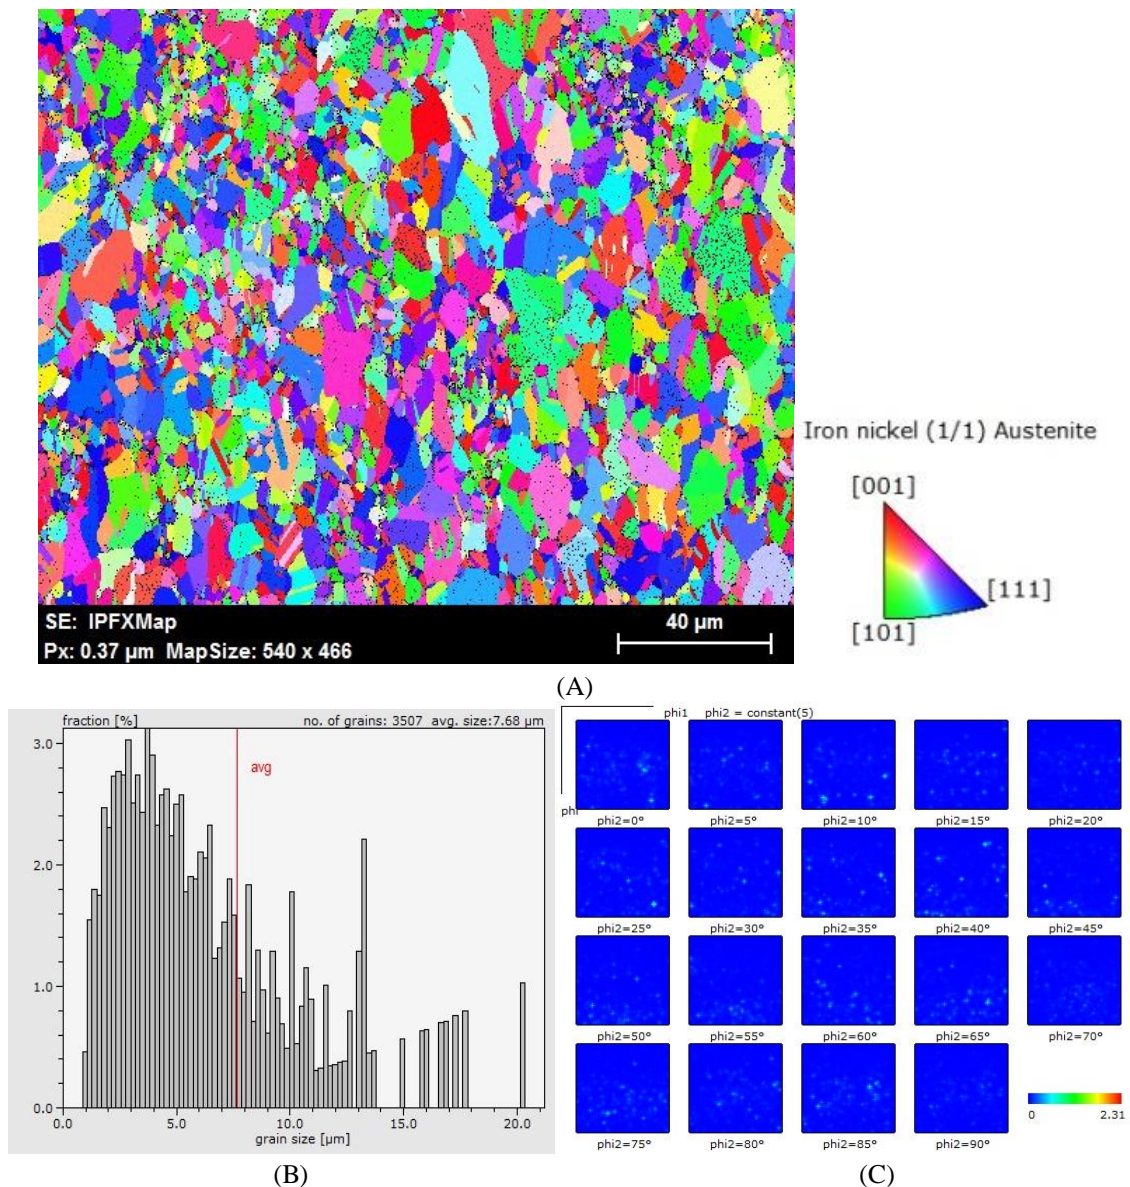 Iron nickel (1/1) Austenite
[001]
[111]
[101]
SE: IPFXMap
40 µm
Px: 0.37 µm MapSize: 540 x 466
(A)
fraction [%]
no. of grains: 3507 avg. size:7.68 µm
avg
3.0
2.0
1.0
0.0
0.0 5.0 10.0 15.0 20.0
grain size [µm]
(B)
phi1 phi2 = constant(5)
phi
phi2=0° phi2=5° phi2=10° phi2=15° phi2=20°
phi2=25° phi2=30° phi2=35° phi2=40° phi2=45°
phi2=50° phi2=55° phi2=60° phi2=65° phi2=70°
phi2=75° phi2=80° phi2=85° phi2=90°
0 2.31
(C)